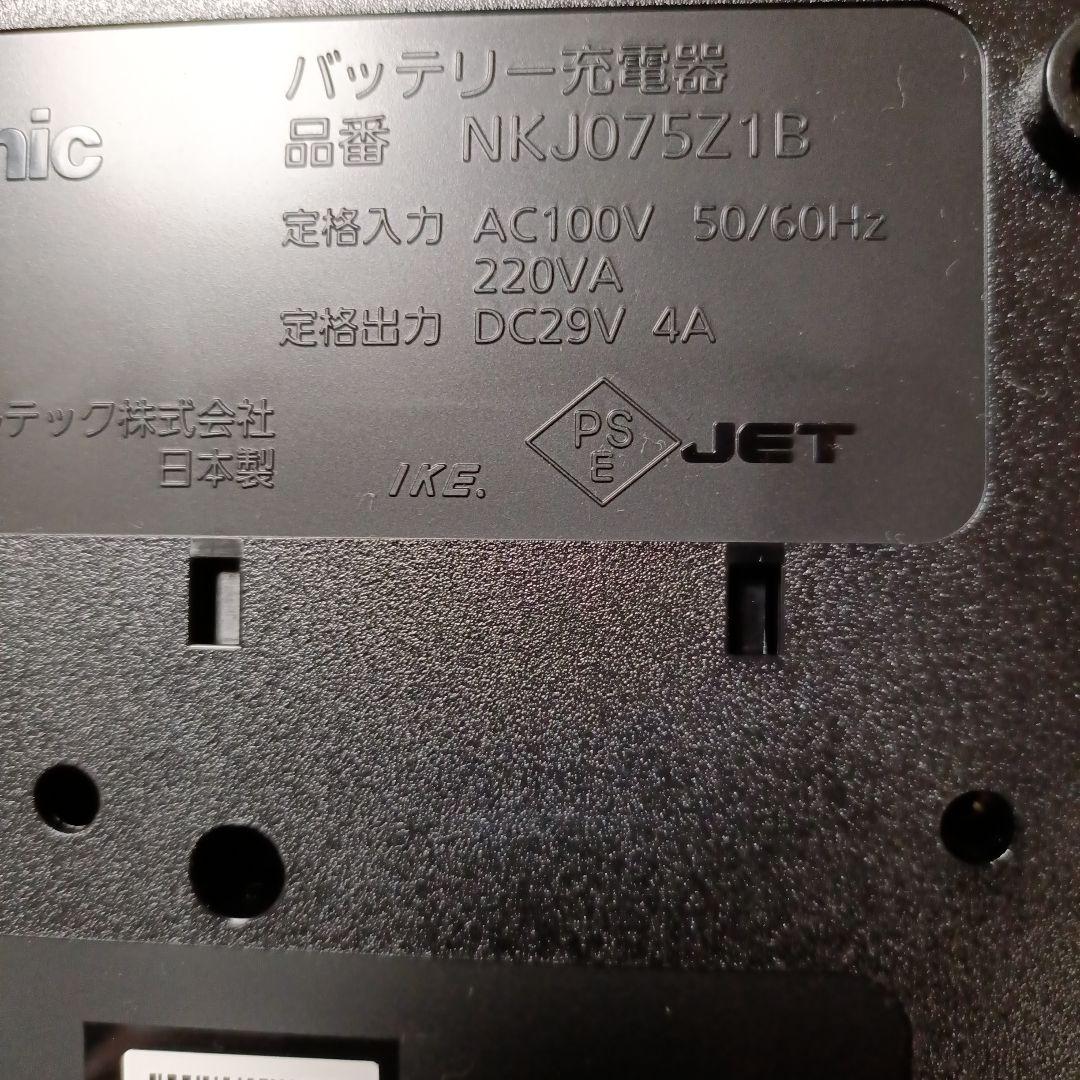 nic
バッテリー充電器
品番 NKJ075Z1B
定格入力 AC100V 50/60Hz
220VA
定格出力 DC29V 4A
テック株式会社
日本製
IKE.
PS
E
JET